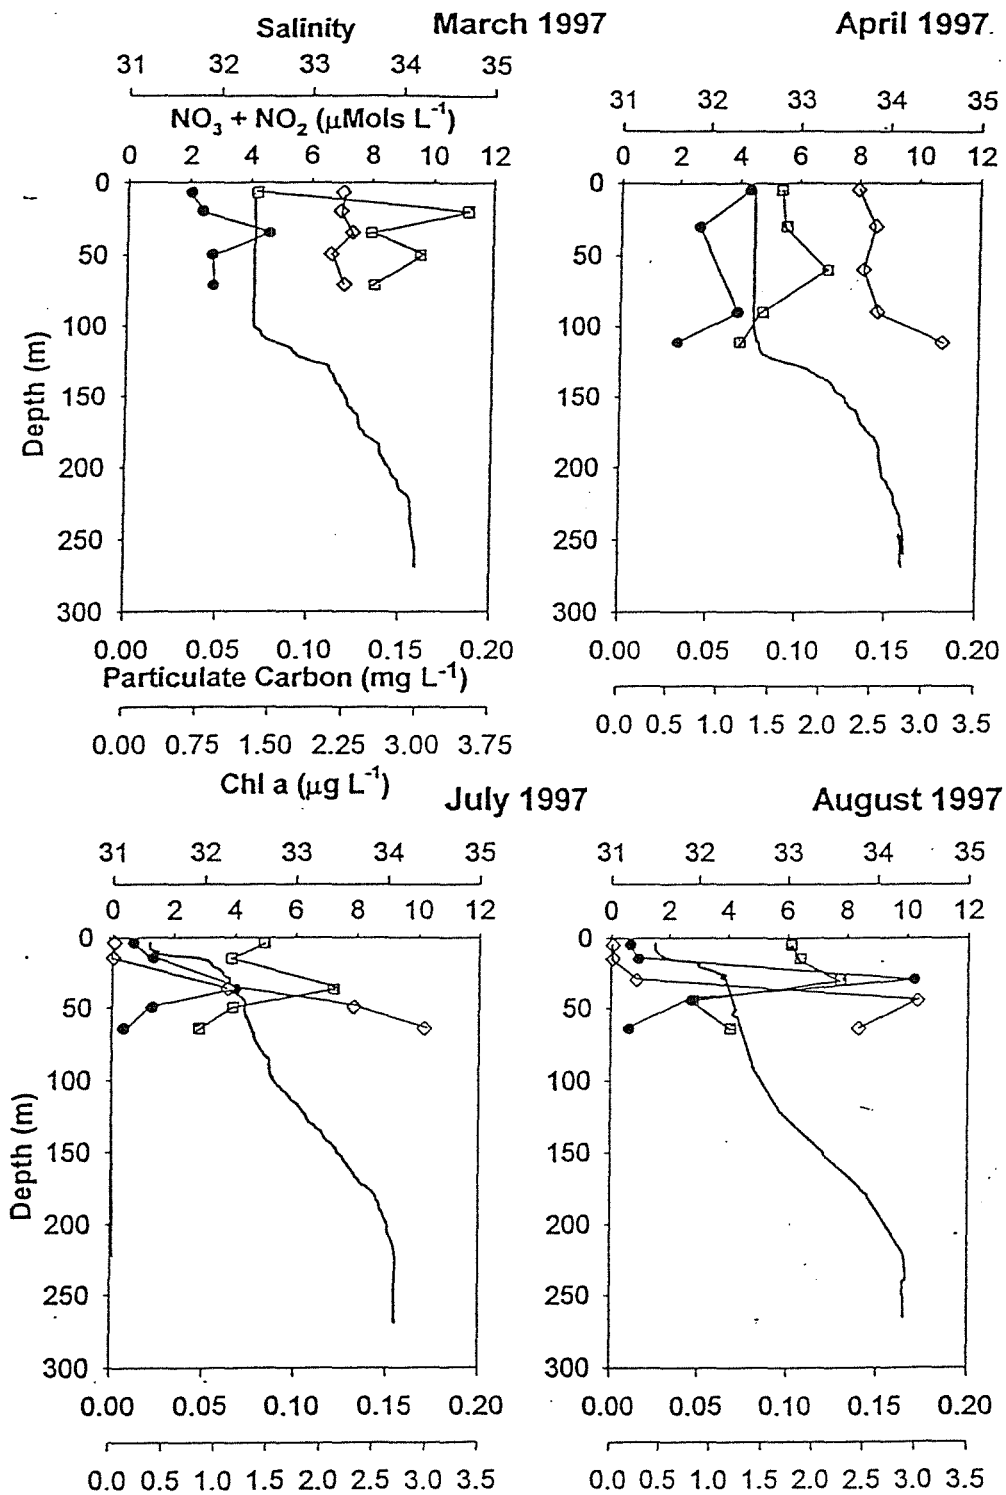 Salinity March 1997 April 1997
31 32 33 34 35
31 32 33 34 35
NO3 + NO2 (μMols L-1)
0 2 4 6 8 10 12
0 2 4 6 8 10 12
0
50
100
150
200
250
300
Depth (m)
0
50
100
150
200
250
300
0.00 0.05 0.10 0.15 0.20
0.00 0.05 0.10 0.15 0.20
Particulate Carbon (mg L-1)
0.00 0.75 1.50 2.25 3.00 3.75
0.0 0.5 1.0 1.5 2.0 2.5 3.0 3.5
Chl a (μg L-1)
July 1997 August 1997
31 32 33 34 35
31 32 33 34 35
0 2 4 6 8 10 12
0 2 4 6 8 10 12
0
50
100
150
200
250
300
Depth (m)
0
50
100
150
200
250
300
0.00 0.05 0.10 0.15 0.20
0.00 0.05 0.10 0.15 0.20
0.0 0.5 1.0 1.5 2.0 2.5 3.0 3.5
0.0 0.5 1.0 1.5 2.0 2.5 3.0 3.5